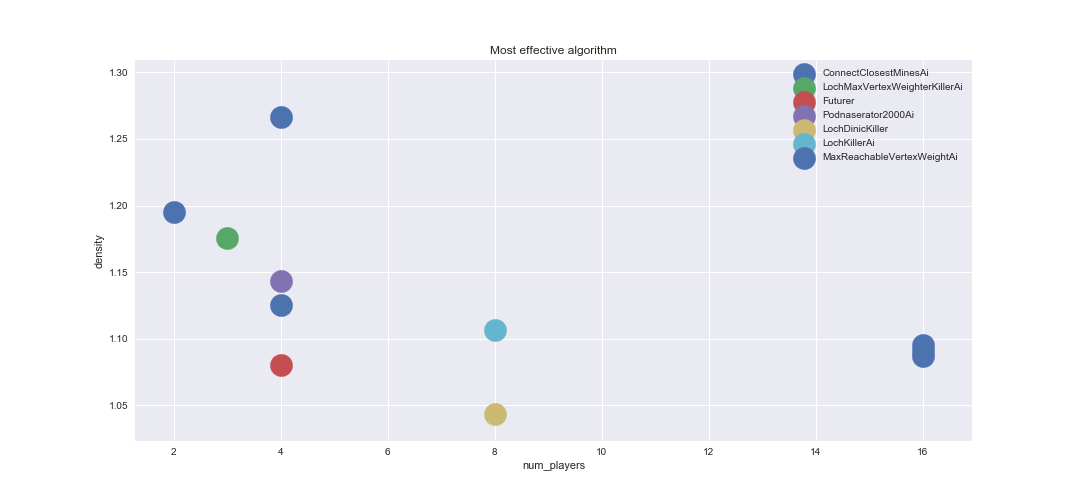 Most effective algorithm
1.30
1.25
1.20
1.15
1.10
1.05
density
ConnectClosestMinesAi
LochMaxVertexWeighterKillerAi
Futurer
Podnaserator2000Ai
LochDinicKiller
LochKillerAi
MaxReachableVertexWeightAi
2 4 6 8 10 12 14 16
num_players